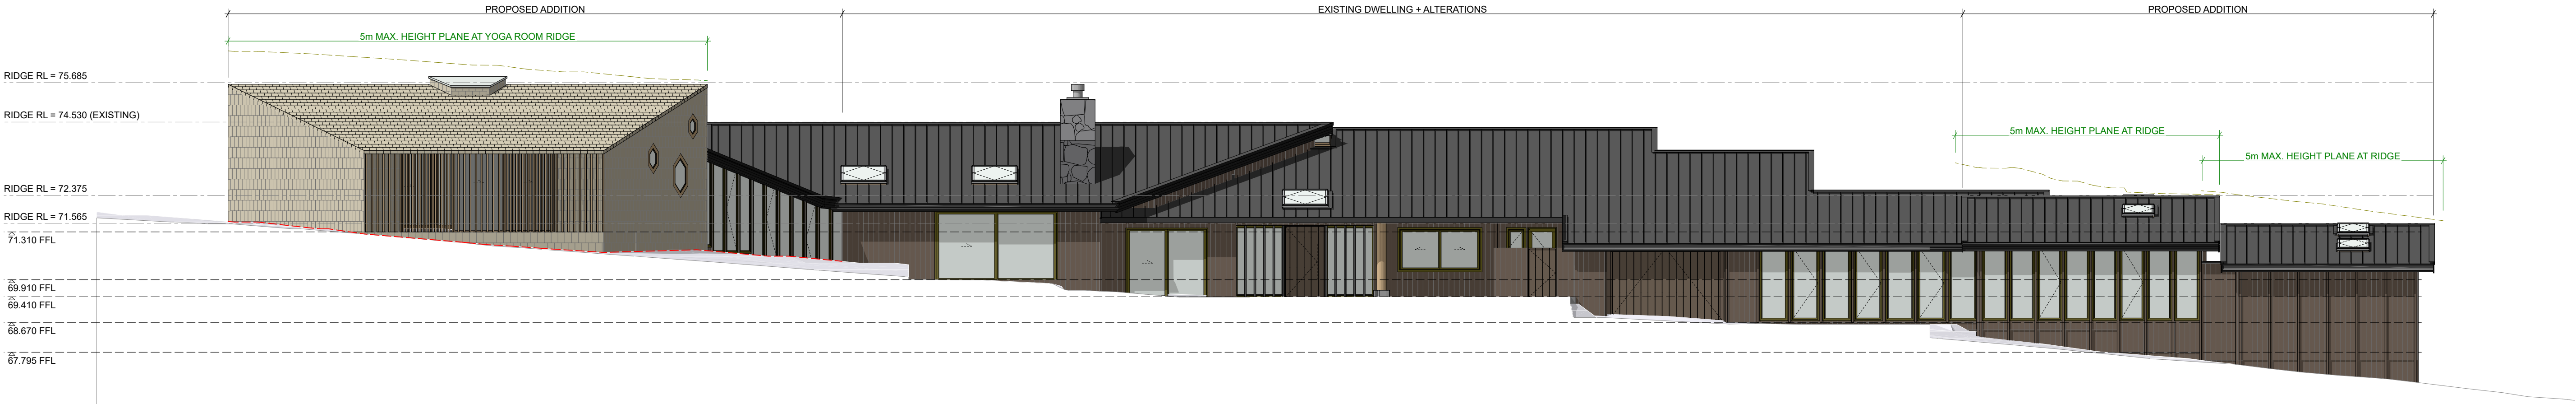 PROPOSED ADDITION
EXISTING DWELLING + ALTERATIONS
PROPOSED ADDITION
5m MAX. HEIGHT PLANE AT YOGA ROOM RIDGE
RIDGE RL = 75.685
RIDGE RL = 74.530 (EXISTING)
5m MAX. HEIGHT PLANE AT RIDGE
5m MAX. HEIGHT PLANE AT RIDGE
RIDGE RL = 72.375
RIDGE RL = 71.565
71.310 FFL
69.910 FFL
69.410 FFL
68.670 FFL
67.795 FFL